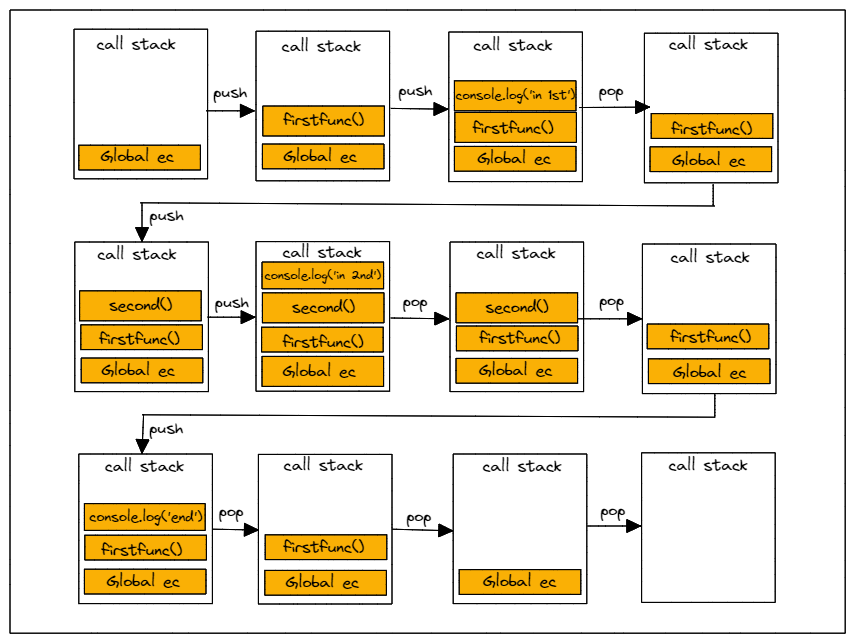 call stack
Global ec
push
call stack
firstfunc()
Global ec
push
call stack
console.log('in 1st')
firstfunc()
Global ec
pop
call stack
firstfunc()
Global ec
push
call stack
second()
firstfunc()
Global ec
push
call stack
console.log('in 2nd')
second()
firstfunc()
Global ec
pop
call stack
second()
firstfunc()
Global ec
pop
call stack
firstfunc()
Global ec
push
call stack
console.log('end')
firstfunc()
Global ec
pop
call stack
firstfunc()
Global ec
pop
call stack
Global ec
pop
call stack